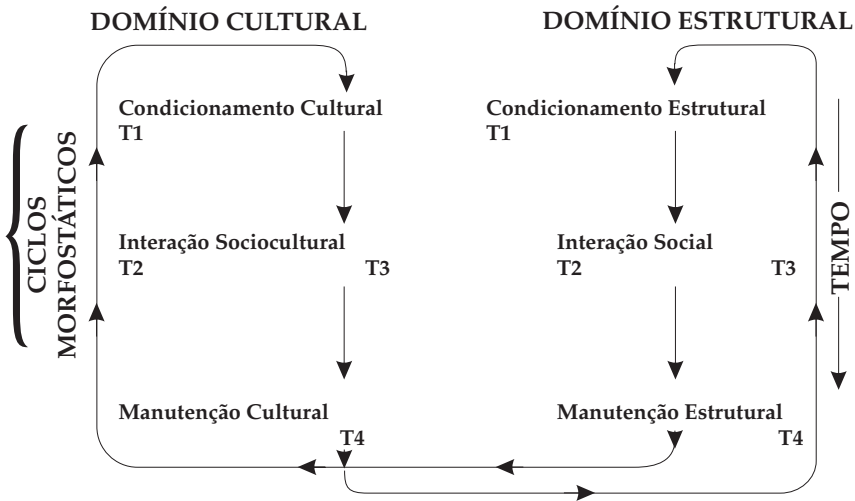 DOMÍNIO CULTURAL
DOMÍNIO ESTRUTURAL
CICLOS
MORFOSTÁTICOS
Condicionamento Cultural
T1
Condicionamento Estrutural
T1
Interação Sociocultural
T2 T3
Interação Social
T2 T3
Manutenção Cultural
T4
Manutenção Estrutural
T4
TEMPO